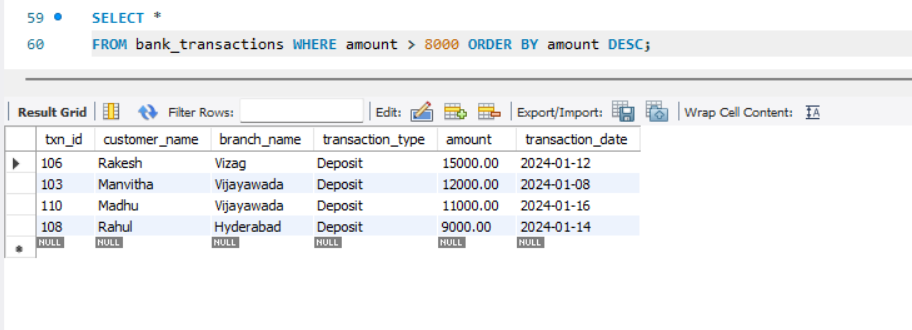 59 SELECT *
60 FROM bank_transactions WHERE amount > 8000 ORDER BY amount DESC;
Result Grid Filter Rows: Edit: Export/Import: Wrap Cell Content: IA
txn_id customer_name branch_name transaction_type amount transaction_date
106 Rakesh Vizag Deposit 15000.00 2024-01-12
103 Manvitha Vijayawada Deposit 12000.00 2024-01-08
110 Madhu Vijayawada Deposit 11000.00 2024-01-16
108 Rahul Hyderabad Deposit 9000.00 2024-01-14
NULL NULL NULL NULL NULL NULL